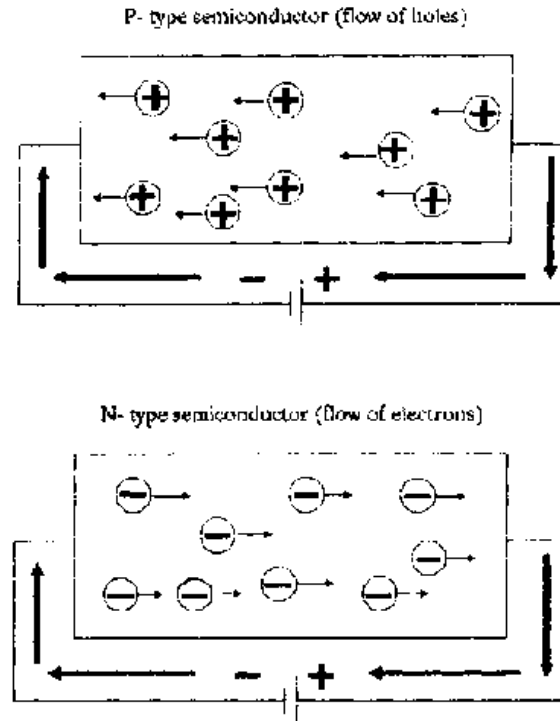 P- type semiconductor (flow of holes)
+ + + + + + + + +
- +
N- type semiconductor (flow of electrons)
- - - - - - - - -
- +